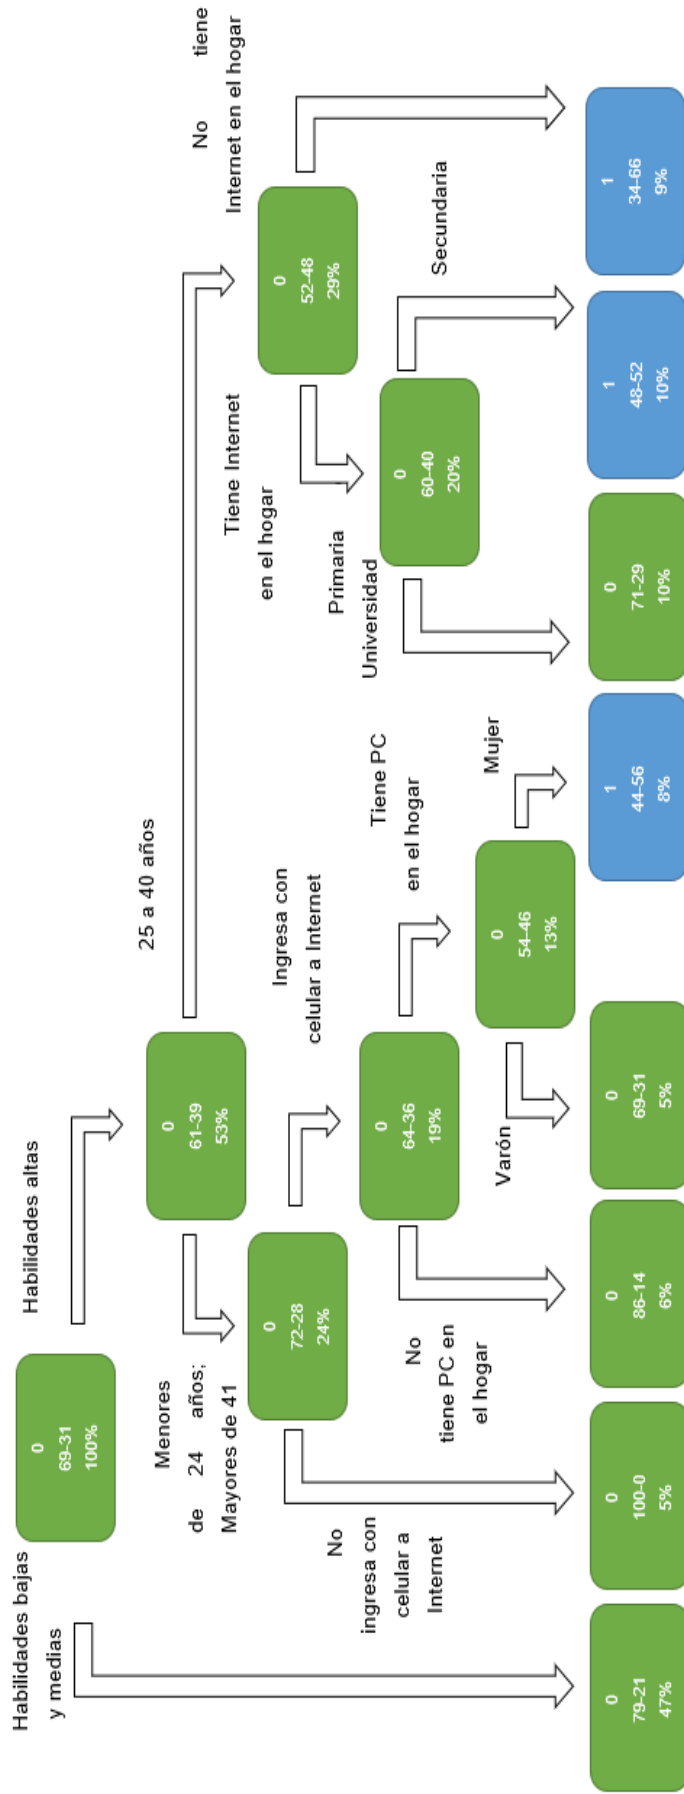 Habilidades bajas
y medias
0
69-31
100%
Habilidades altas
Menores
de 24 años;
Mayores de 41
0
61-39
53%
25 a 40 años
No
ingresa con
celular a
Internet
0
72-28
24%
Ingresa con
celular a Internet
Tiene Internet
en el hogar
0
52-48
29%
No tiene
Internet en el hogar
No
tiene PC en
el hogar
0
64-36
19%
Tiene PC
en el hogar
Primaria
Universidad
0
60-40
20%
Secundaria
Varón
0
54-46
13%
Mujer
0
79-21
47%
0
100-0
5%
0
86-14
6%
0
69-31
5%
1
44-56
8%
0
71-29
10%
1
48-52
10%
1
34-66
9%